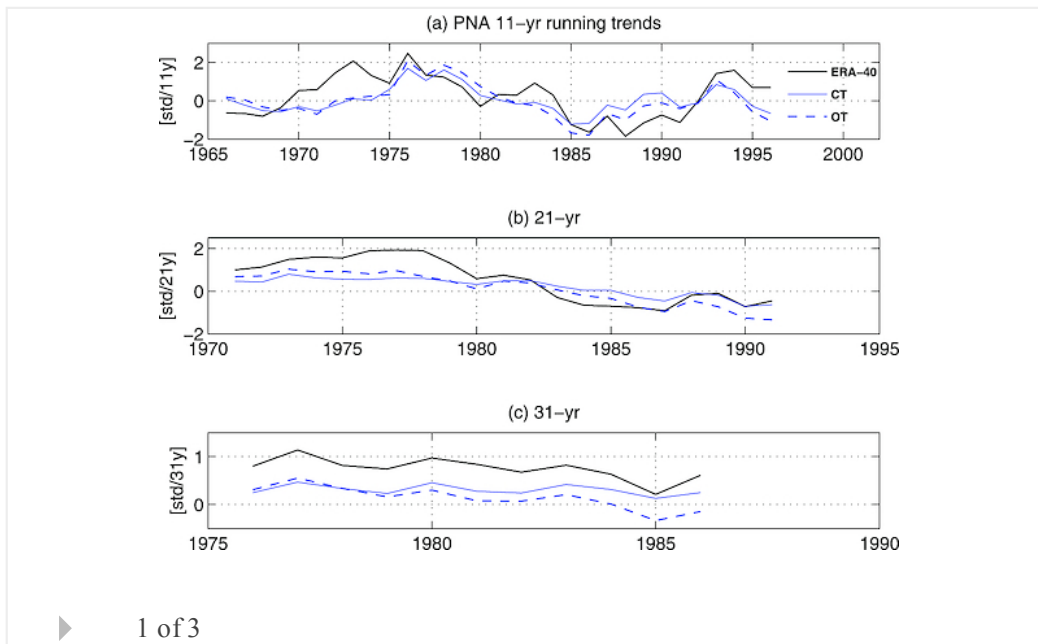 (a) PNA 11−yr running trends
[std/11y]
2
0
−2
ERA−40
CT
OT
1965 1970 1975 1980 1985 1990 1995 2000
(b) 21−yr
[std/21y]
2
0
−2
1970 1975 1980 1985 1990 1995
(c) 31−yr
[std/31y]
1
0
1975 1980 1985 1990
1 of 3